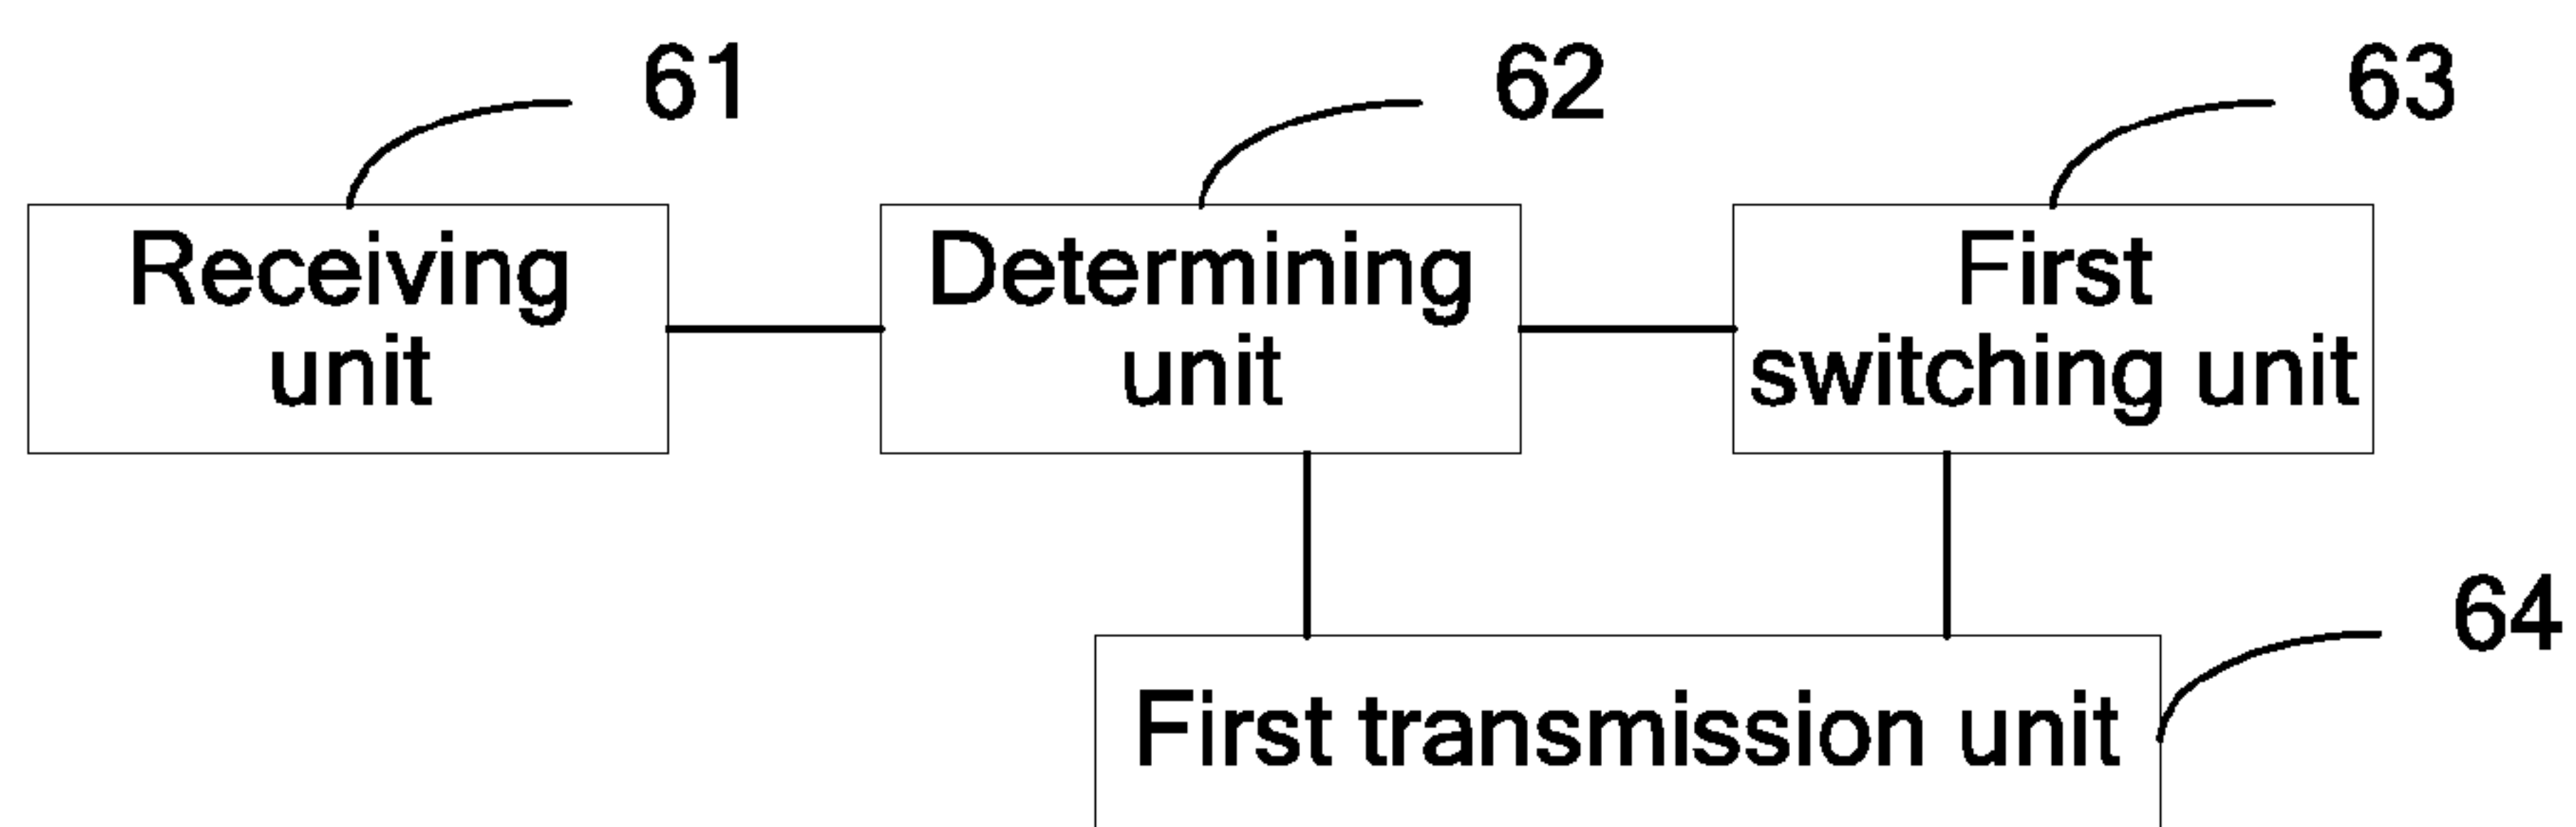 61
62
63
Receiving
unit
Determining
unit
First
switching unit
64
First transmission unit